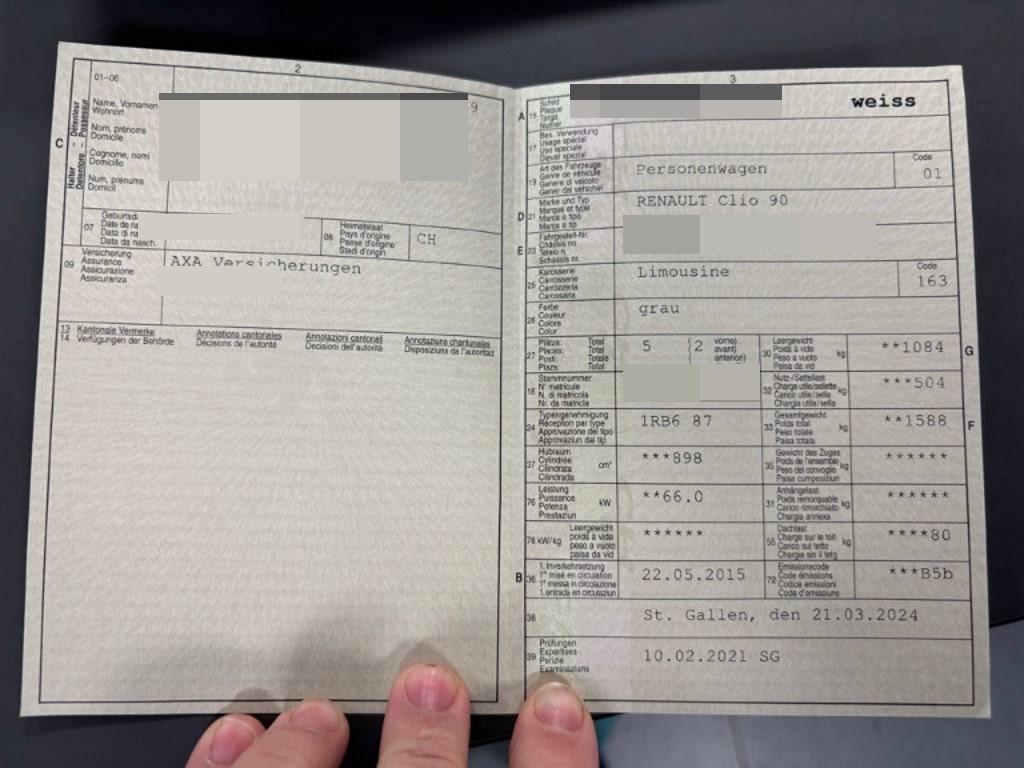 2
01-06
Name, Vornamen
Wohnort
Nom, prénoms
Domicile
Cognome, nomi
Domicilio
Num, prenums
Domicil
C
Halter – Détenteur
Detentore – Possessur
9
07
Data di na
Data da nasch.
08
Heimatstaat
Pays d'origine
Paese d'origine
Stadi d'origin
CH
09
Versicherung
Assurance
Assicurazione
Assicuranza
AXA Versicherungen
13
14
Kantonale Vermerke
Verfügungen der Behörde
Annotations cantonales
Décisions de l'autorité
Annotazioni cantonali
Decisioni dell'autorità
Annotaziuns chantunalas
Disposiziuns da l'autoritad
3
A
15
Schild
Plaque
Targa
Numer
weiss
17
Bes. Verwendung
Usage spécial
Uso speciale
Diever spezial
19
Art des Fahrzeugs
Genre de véhicule
Genere di veicolo
Gener dal vehichel
Personenwagen
Code
01
D
21
Marke und Typ
Marque et type
Marca e tipo
Marca e tip
RENAULT Clio 90
E
23
Fahrgestell-Nr.
Châssis no
Telaio n.
Schassis nr.
25
Karosserie
Carrosserie
Carrozzeria
Carossaria
Limousine
Code
163
26
Farbe
Couleur
Colore
Colur
grau
27
Plätze: Total
Places: Total
Posti: Totale
Plazs Total
5 ( 2 vorne)
avant)
anteriori)
30
Leergewicht
Poids à vide
Peso a vuoto
Paisa da vid
kg
**1084
G
18
Stammnummer
N° matricule
N. di matricola
Nr. da matricla
32
Nutz-/Sattellast
Charge utile/sellette
Carico utile/sella
Chargia utila/sella
kg
***504
24
Typengenehmigung
Réception par type
Approvazione del tipo
Approvaziun dal tip
1RB6 87
33
Gesamtgewicht
Poids total
Peso totale
Paisa totala
kg
**1588
F
37
Hubraum
Cylindrée
Cilindrata
Cilindrada
cm³
***898
35
Gewicht des Zuges
Poids de l'ensemble
Peso del convoglio
Paisa cumposiziun
kg
******
76
Leistung
Puissance
Potenza
Prestaziun
kW
**66.0
31
Anhängelast
Poids remorquable
Carico rimorchiato
Chargia annexa
kg
******
78 kW/kg
Leergewicht
poids à vide
peso a vuoto
paisa da vid
******
55
Dachlast
Charge sur le toit
Carico sul tetto
Chargia sin il tetg
kg
****80
B
36
1. Inverkehrsetzung
1re mise en circulation
1a messa in circolazione
1. entrada en circulaziun
22.05.2015
72
Emissionscode
Code émissions
Codice emissioni
Code d'emissiuns
***B5b
38
St. Gallen, den 21.03.2024
39
Prüfungen
Expertises
Perizie
Examinaziuns
10.02.2021 SG